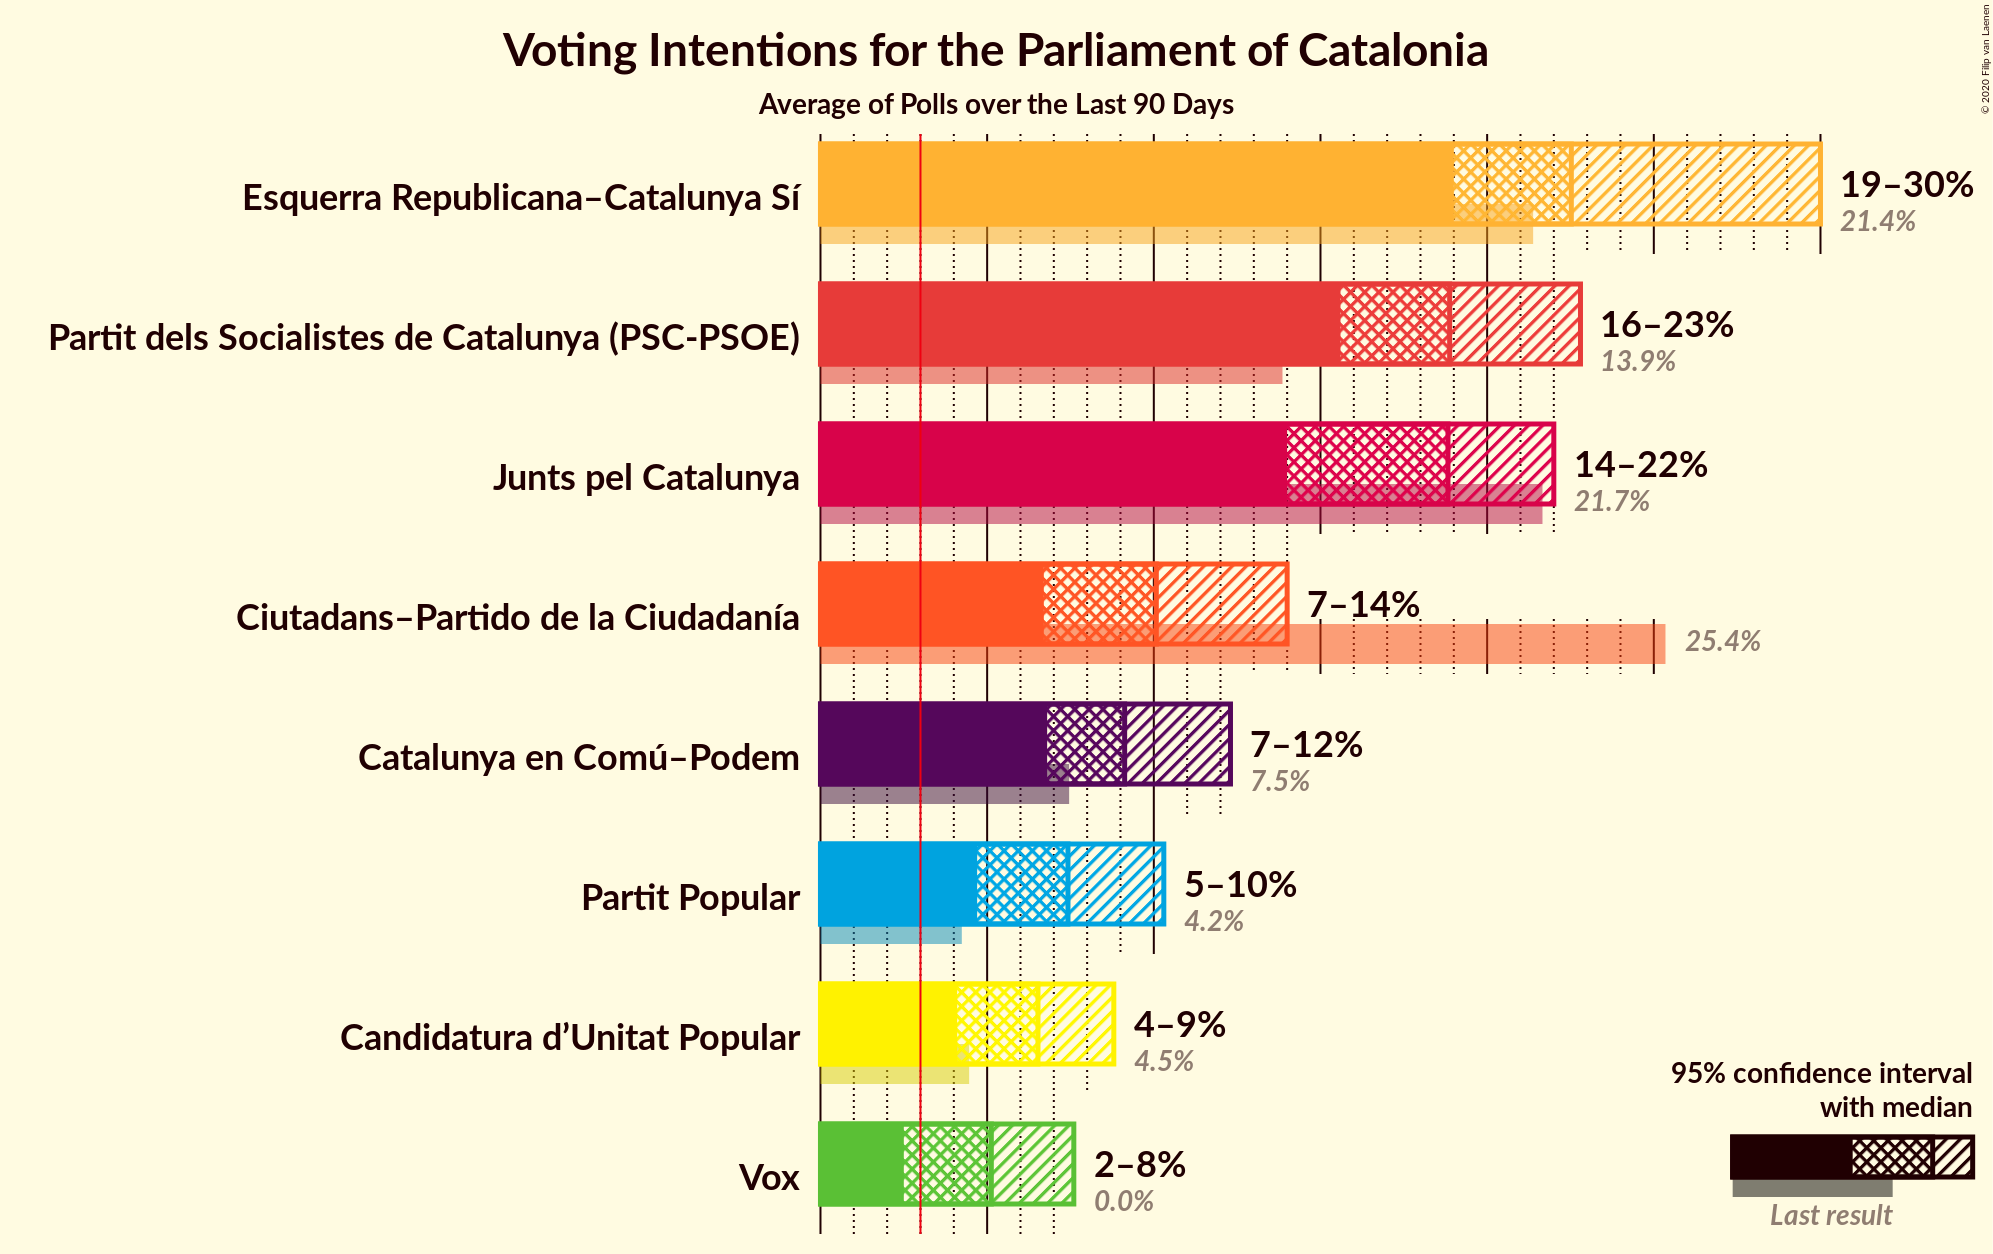 Voting Intentions for the Parliament of Catalonia
Average of Polls over the Last 90 Days
© 2020 Filip van Laenen
Esquerra Republicana–Catalunya Sí
19–30%
21.4%
Partit dels Socialistes de Catalunya (PSC-PSOE)
16–23%
13.9%
Junts pel Catalunya
14–22%
21.7%
Ciutadans–Partido de la Ciudadanía
7–14%
25.4%
Catalunya en Comú–Podem
7–12%
7.5%
Partit Popular
5–10%
4.2%
Candidatura d’Unitat Popular
4–9%
4.5%
Vox
2–8%
0.0%
95% confidence interval
with median
Last result